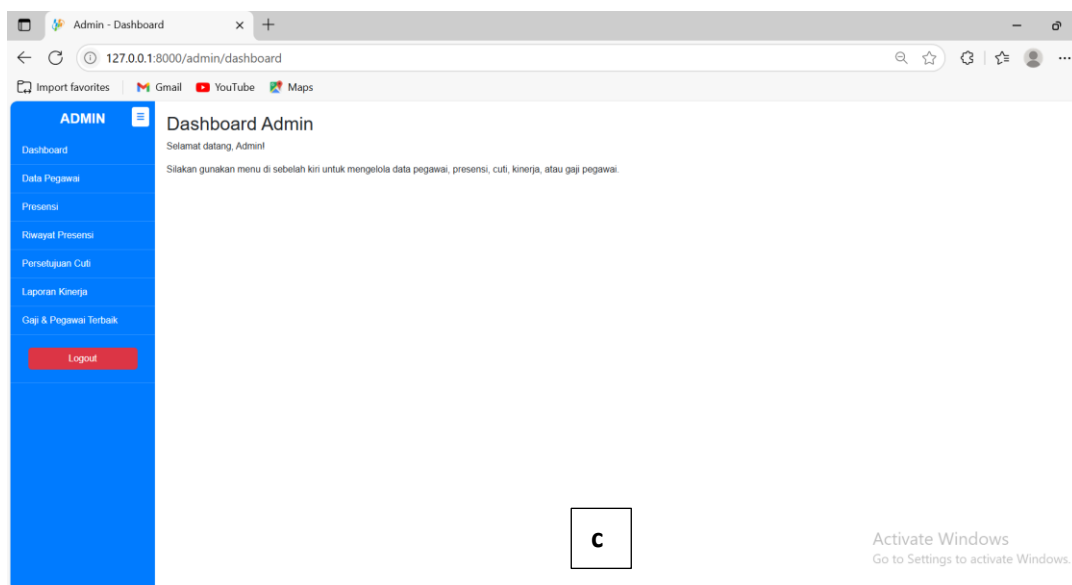 Admin - Dashboard
127.0.0.1:8000/admin/dashboard
Import favorites
Gmail
YouTube
Maps
ADMIN
Dashboard
Data Pegawai
Presensi
Riwayat Presensi
Persetujuan Cuti
Laporan Kinerja
Gaji & Pegawai Terbaik
Logout
Dashboard Admin
Selamat datang, Admin!
Silakan gunakan menu di sebelah kiri untuk mengelola data pegawai, presensi, cuti, kinerja, atau gaji pegawai.
C
Activate Windows
Go to Settings to activate Windows.